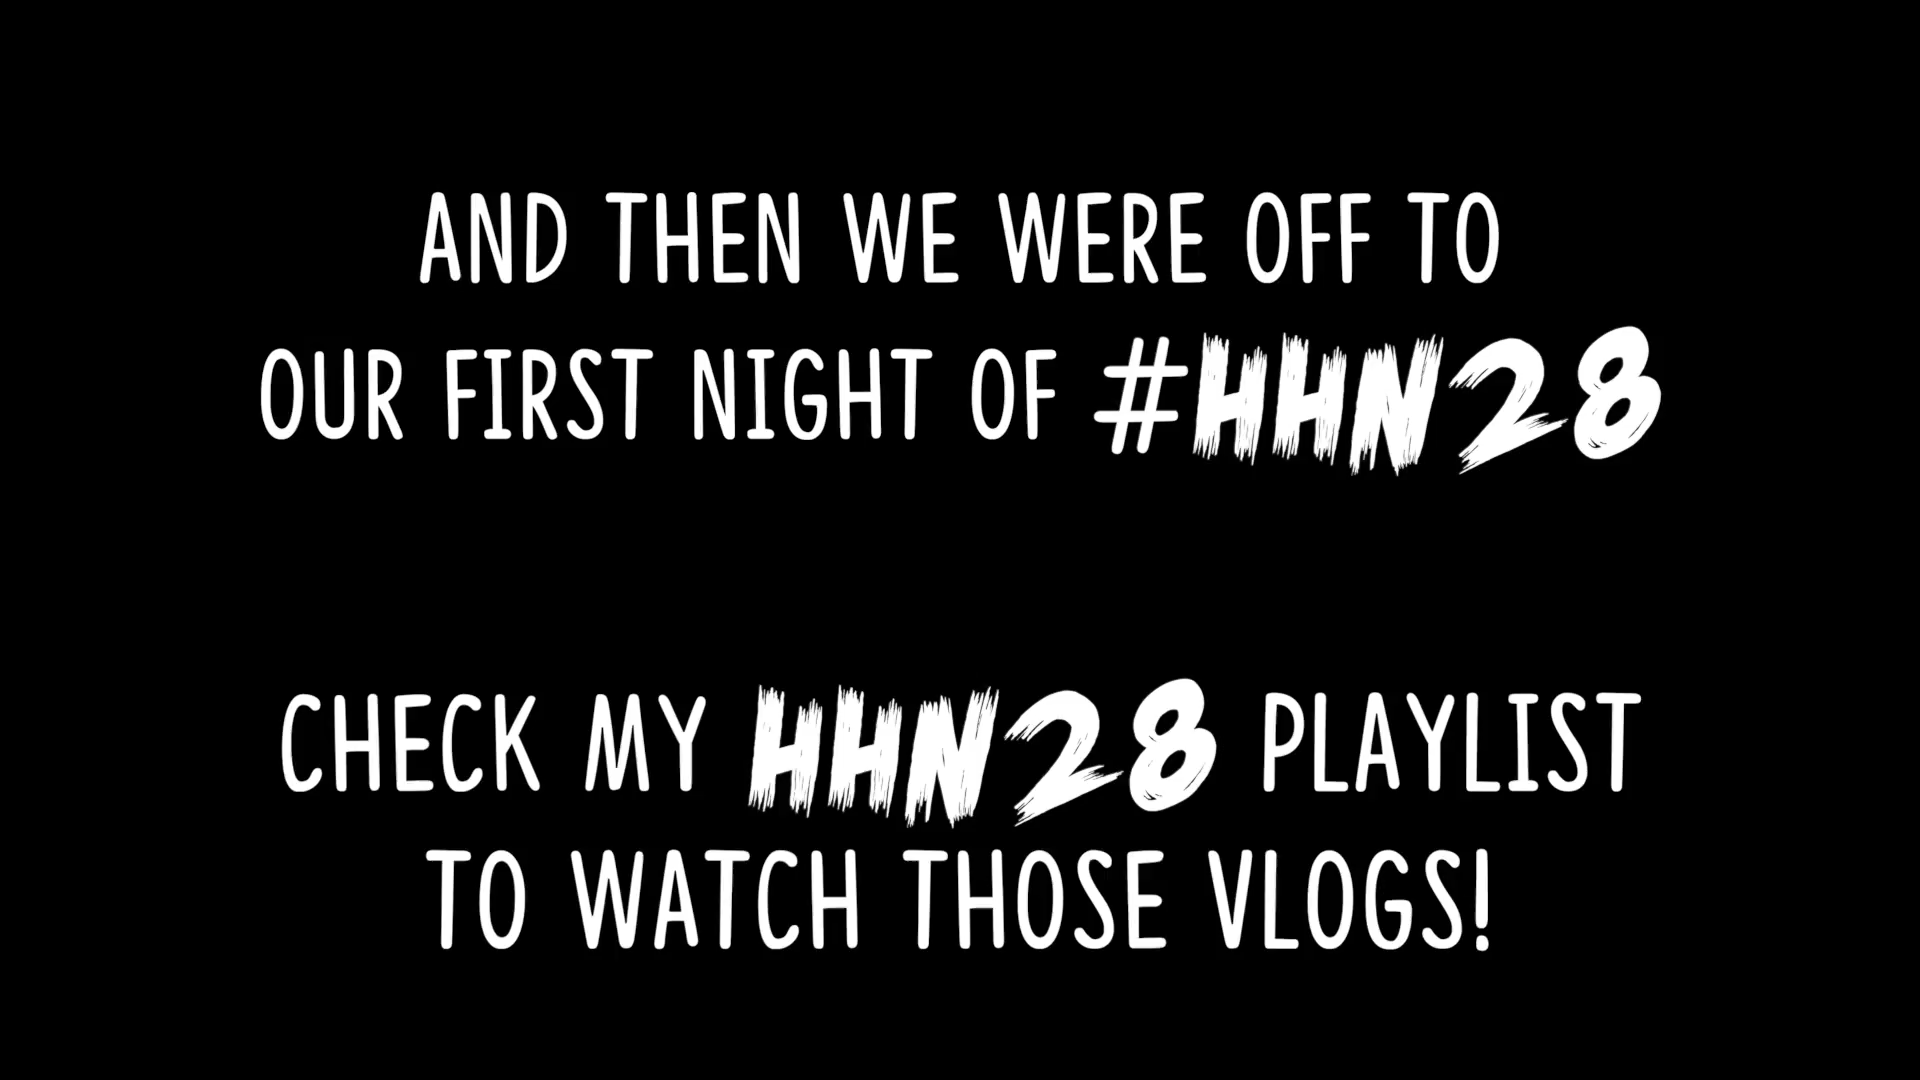 AND THEN WE WERE OFF TO
OUR FIRST NIGHT OF #HHN28
CHECK MY HHN28 PLAYLIST
TO WATCH THOSE VLOGS!